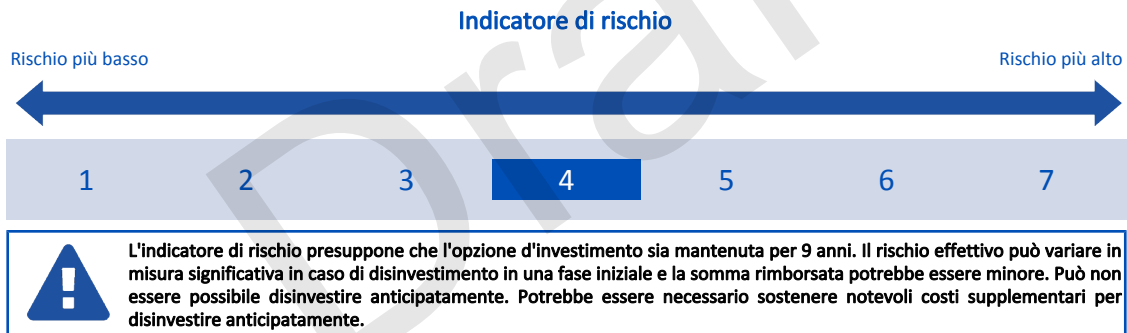 Indicatore di rischio
Rischio più basso
Rischio più alto
1 2 3 4 5 6 7
L'indicatore di rischio presuppone che l'opzione d'investimento sia mantenuta per 9 anni. Il rischio effettivo può variare in
misura significativa in caso di disinvestimento in una fase iniziale e la somma rimborsata potrebbe essere minore. Può non
essere possibile disinvestire anticipatamente. Potrebbe essere necessario sostenere notevoli costi supplementari per
disinvestire anticipatamente.